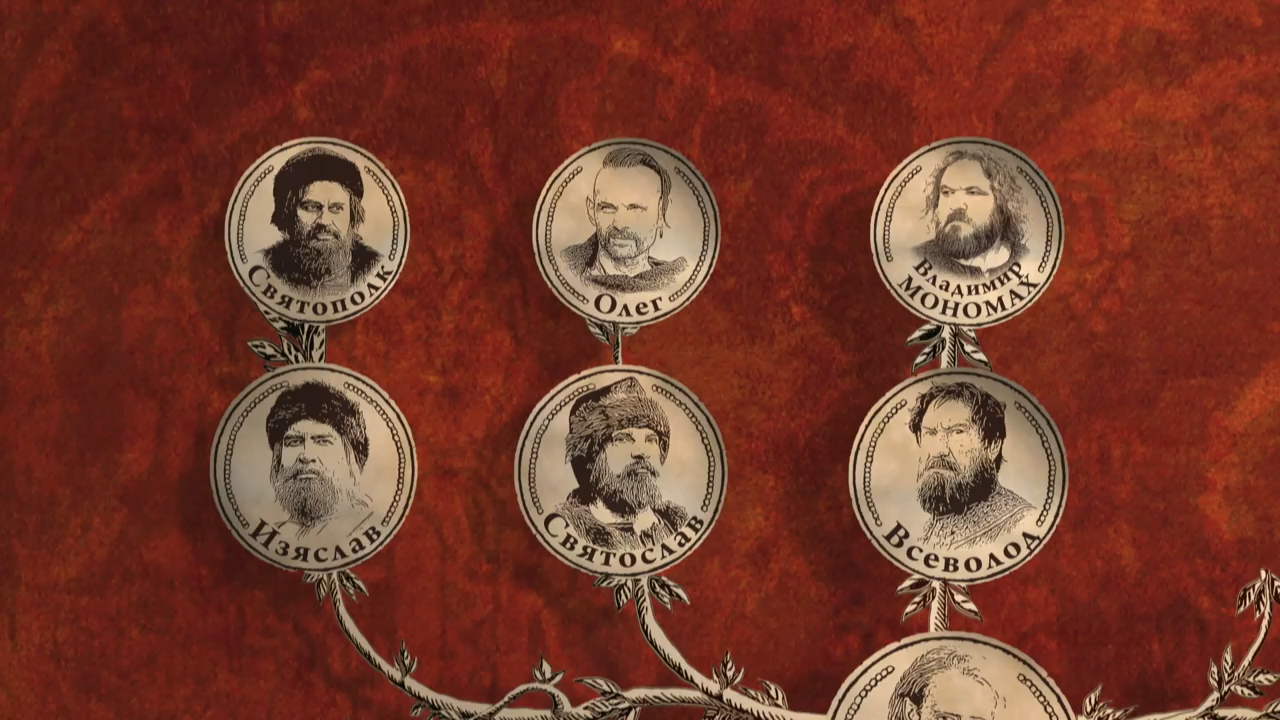 Святополк
Олег
Владимир
МОНОМАХ
Изяслав
Святослав
Всеволод